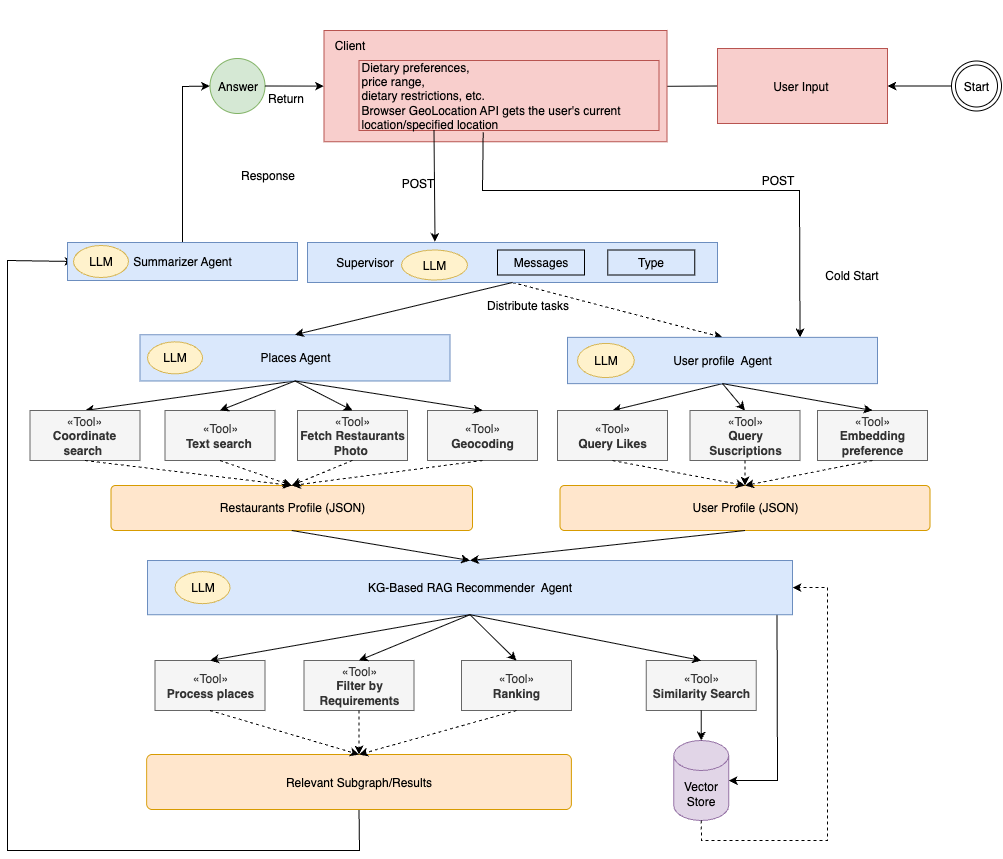 Client
Dietary preferences,
price range,
dietary restrictions, etc.
Browser GeoLocation API gets the user's current
location/specified location
Answer
Return
User Input
Start
Response
POST
POST
LLM
Summarizer Agent
Supervisor
LLM
Messages
Type
Cold Start
Distribute tasks
LLM
Places Agent
LLM
User profile Agent
«Tool»
Coordinate
search
«Tool»
Text search
«Tool»
Fetch Restaurants
Photo
«Tool»
Geocoding
«Tool»
Query Likes
«Tool»
Query
Suscriptions
«Tool»
Embedding
preference
Restaurants Profile (JSON)
User Profile (JSON)
LLM
KG-Based RAG Recommender Agent
«Tool»
Process places
«Tool»
Filter by
Requirements
«Tool»
Ranking
«Tool»
Similarity Search
Relevant Subgraph/Results
Vector
Store